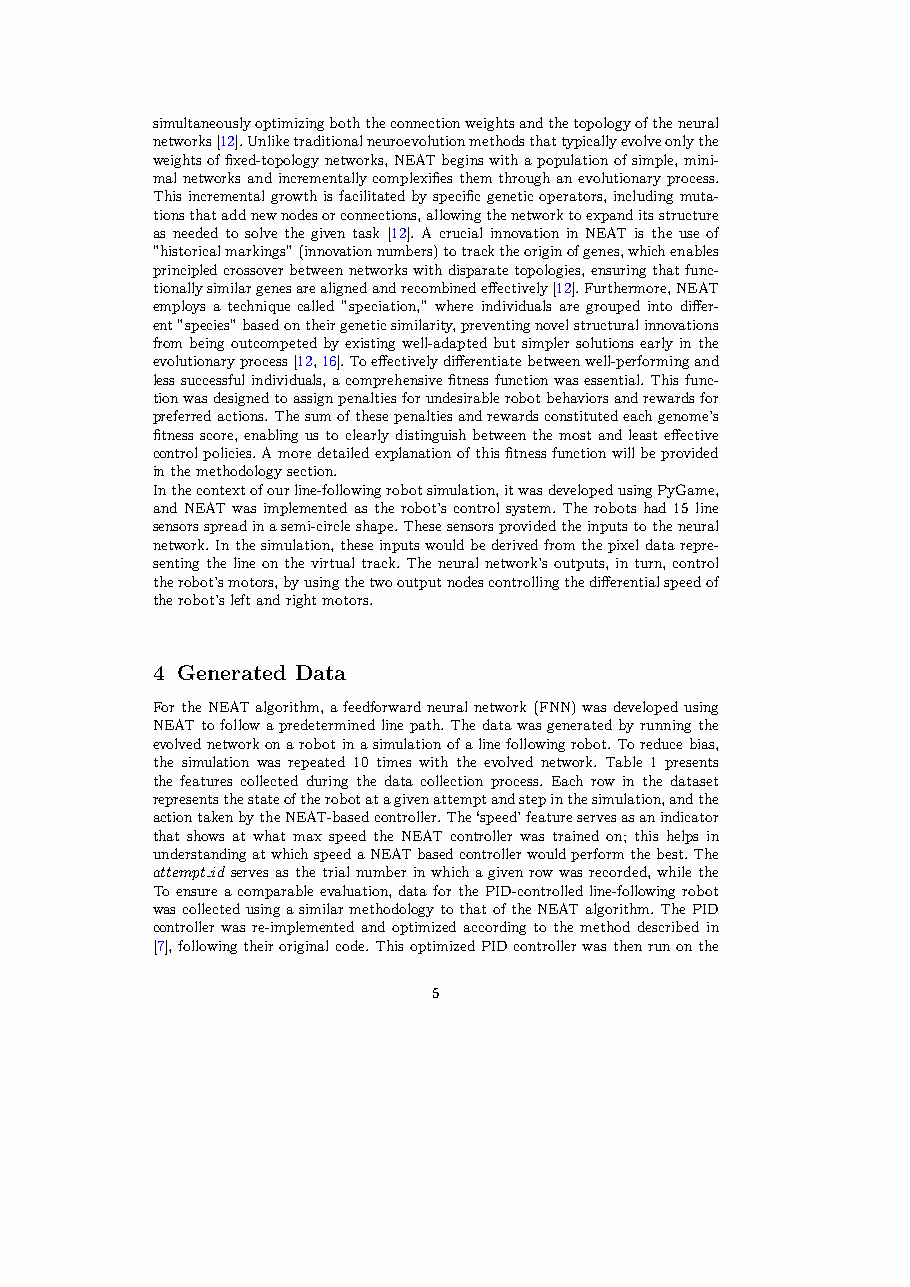 simultaneously optimizing both the connection weights and the topology of the neural
networks [12]. Unlike traditional neuroevolution methods that typically evolve only the
weights of fixed-topology networks, NEAT begins with a population of simple, mini-
mal networks and incrementally complexifies them through an evolutionary process.
This incremental growth is facilitated by specific genetic operators, including muta-
tions that add new nodes or connections, allowing the network to expand its structure
as needed to solve the given task [12]. A crucial innovation in NEAT is the use of
"historical markings" (innovation numbers) to track the origin of genes, which enables
principled crossover between networks with disparate topologies, ensuring that func-
tionally similar genes are aligned and recombined effectively [12]. Furthermore, NEAT
employs a technique called "speciation," where individuals are grouped into differ-
ent "species" based on their genetic similarity, preventing novel structural innovations
from being outcompeted by existing well-adapted but simpler solutions early in the
evolutionary process [12, 16]. To effectively differentiate between well-performing and
less successful individuals, a comprehensive fitness function was essential. This func-
tion was designed to assign penalties for undesirable robot behaviors and rewards for
preferred actions. The sum of these penalties and rewards constituted each genome's
fitness score, enabling us to clearly distinguish between the most and least effective
control policies. A more detailed explanation of this fitness function will be provided
in the methodology section.
In the context of our line-following robot simulation, it was developed using PyGame,
and NEAT was implemented as the robot's control system. The robots had 15 line
sensors spread in a semi-circle shape. These sensors provided the inputs to the neural
network. In the simulation, these inputs would be derived from the pixel data repre-
senting the line on the virtual track. The neural network's outputs, in turn, control
the robot's motors, by using the two output nodes controlling the differential speed of
the robot's left and right motors.
4 Generated Data
For the NEAT algorithm, a feedforward neural network (FNN) was developed using
NEAT to follow a predetermined line path. The data was generated by running the
evolved network on a robot in a simulation of a line following robot. To reduce bias,
the simulation was repeated 10 times with the evolved network. Table 1 presents
the features collected during the data collection process. Each row in the dataset
represents the state of the robot at a given attempt and step in the simulation, and the
action taken by the NEAT-based controller. The ‘speed’ feature serves as an indicator
that shows at what max speed the NEAT controller was trained on; this helps in
understanding at which speed a NEAT based controller would perform the best. The
attempt_id serves as the trial number in which a given row was recorded, while the
To ensure a comparable evaluation, data for the PID-controlled line-following robot
was collected using a similar methodology to that of the NEAT algorithm. The PID
controller was re-implemented and optimized according to the method described in
[7], following their original code. This optimized PID controller was then run on the
5